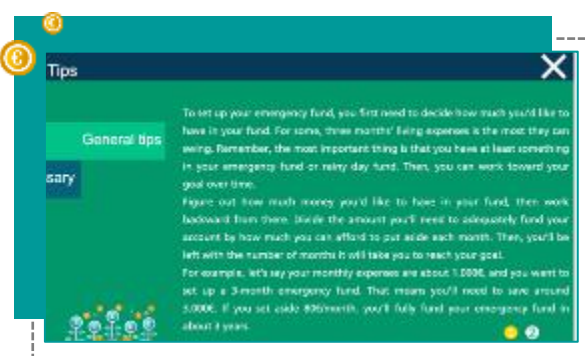 Tips
General tips
sary
To set up your emergency fund, you first need to decide how much you'd like to
have in your fund. For some, three months' living expenses is the most they can
swing. Remember, the most important thing is that you have at least something
in your emergency fund or rainy day fund. Then, you can work toward your
goal over time.
Figure out how much money you'd like to have in your fund, then work
backward from there. Divide the amount you'll need to adequately fund your
account by how much you can afford to put aside each month. Then, you'll be
left with the number of months it will take you to reach your goal.
For example, let's say your monthly expenses are about 1.000€, and you want to
set up a 3-month emergency fund. That means you'll need to save around
3.000€. If you set aside 80€/month, you'll fully fund your emergency fund in
about 3 years.
2